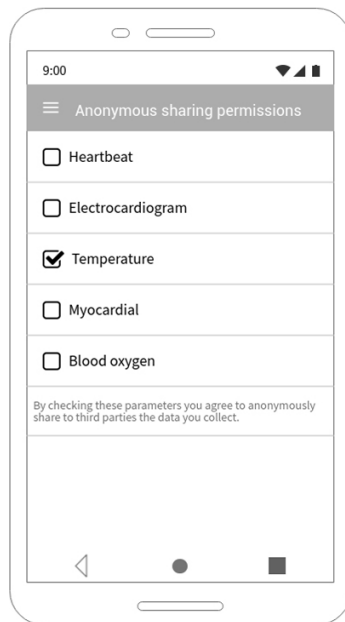 9:00
Anonymous sharing permissions
Heartbeat
Electrocardiogram
Temperature
Myocardial
Blood oxygen
By checking these parameters you agree to anonymously
share to third parties the data you collect.